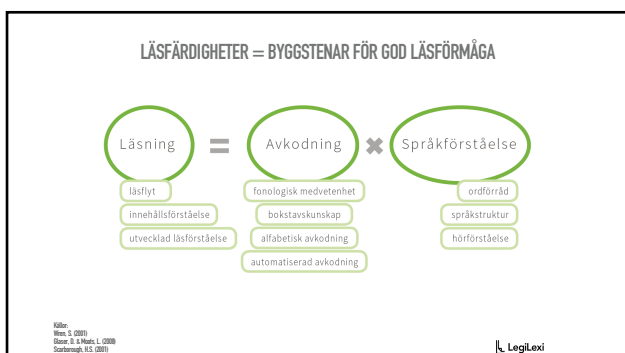 LÄSFÄRDIGHETER = BYGGSTENAR FÖR GOD LÄSFÖRMÅGA
Läsning = Avkodning × Språkförståelse
läsflyt
innehållsförståelse
utvecklad läsförståelse
fonologisk medvetenhet
bokstavskunskap
alfabetisk avkodning
automatiserad avkodning
ordförråd
språkstruktur
hörförståelse
Källor:
Wren, S. (2001)
Glaser, D. & Moats, L. (2008)
Scarborough, H.S. (2001)
LegiLexi